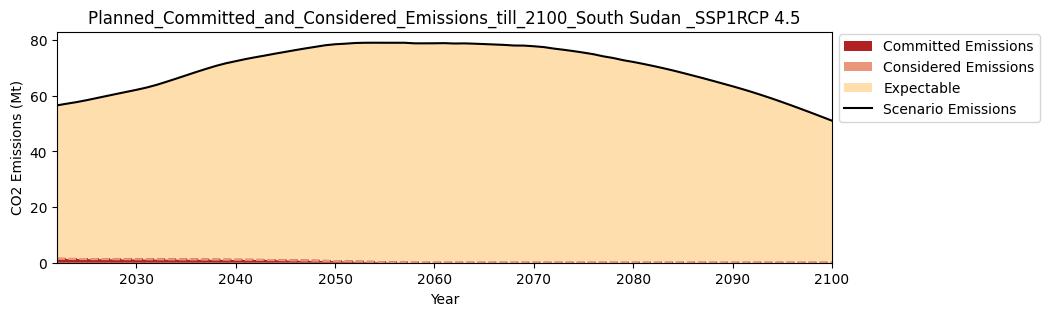 Planned_Committed_and_Considered_Emissions_till_2100_South Sudan _SSP1RCP 4.5
80
60
40
20
0
CO2 Emissions (Mt)
2030 2040 2050 2060 2070 2080 2090 2100
Year
Committed Emissions
Considered Emissions
Expectable
Scenario Emissions